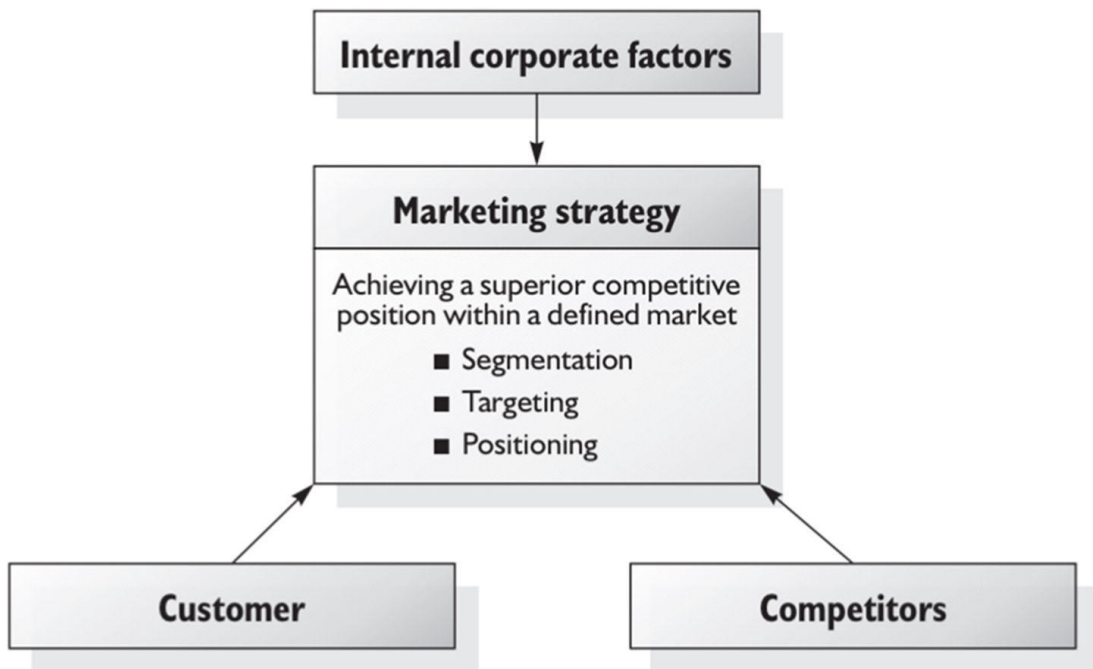 Internal corporate factors
Marketing strategy
Achieving a superior competitive
position within a defined market
■ Segmentation
■ Targeting
■ Positioning
Customer
Competitors